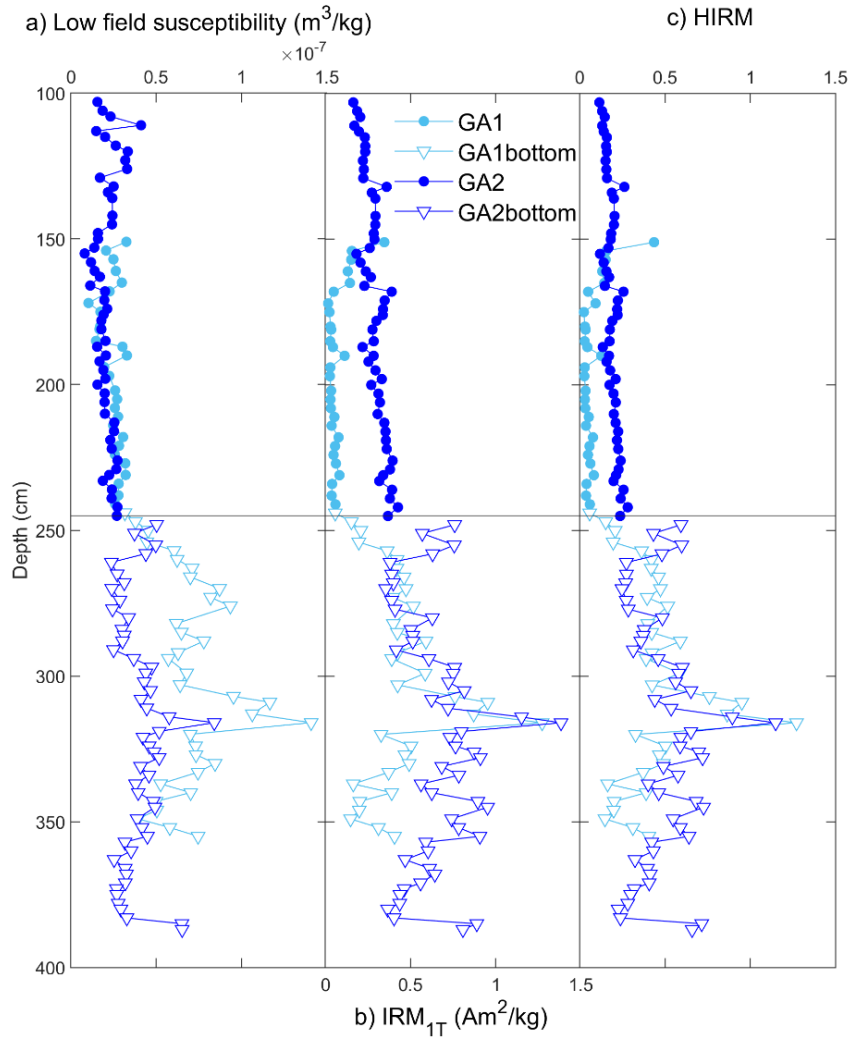 a) Low field susceptibility (m³/kg)
c) HIRM
×10⁻⁷
0 0.5 1 1.5
0 0.5 1 1.5
100
150
200
250
300
350
400
Depth (cm)
GA1
GA1bottom
GA2
GA2bottom
0 0.5 1 1.5
b) IRM₁T (Am²/kg)